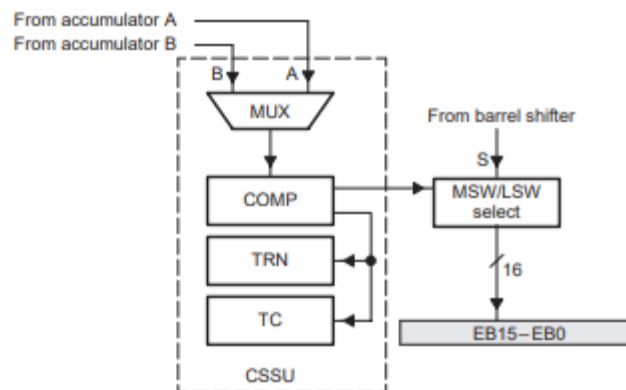 From accumulator A
From accumulator B
B
A
MUX
From barrel shifter
S
COMP
MSW/LSW
select
TRN
16
TC
EB15–EB0
CSSU